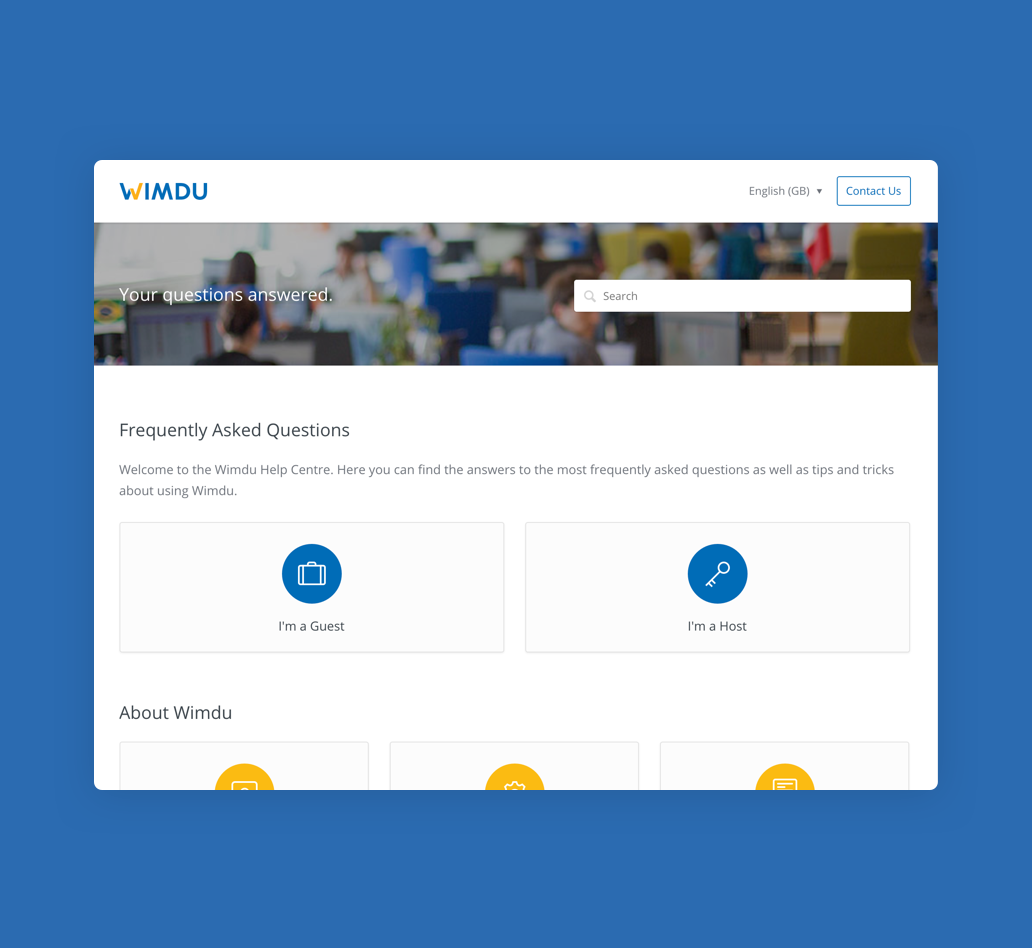 WIMDU
English (GB) ▼
Contact Us
Your questions answered.
Search
Frequently Asked Questions
Welcome to the Wimdu Help Centre. Here you can find the answers to the most frequently asked questions as well as tips and tricks
about using Wimdu.
I'm a Guest
I'm a Host
About Wimdu